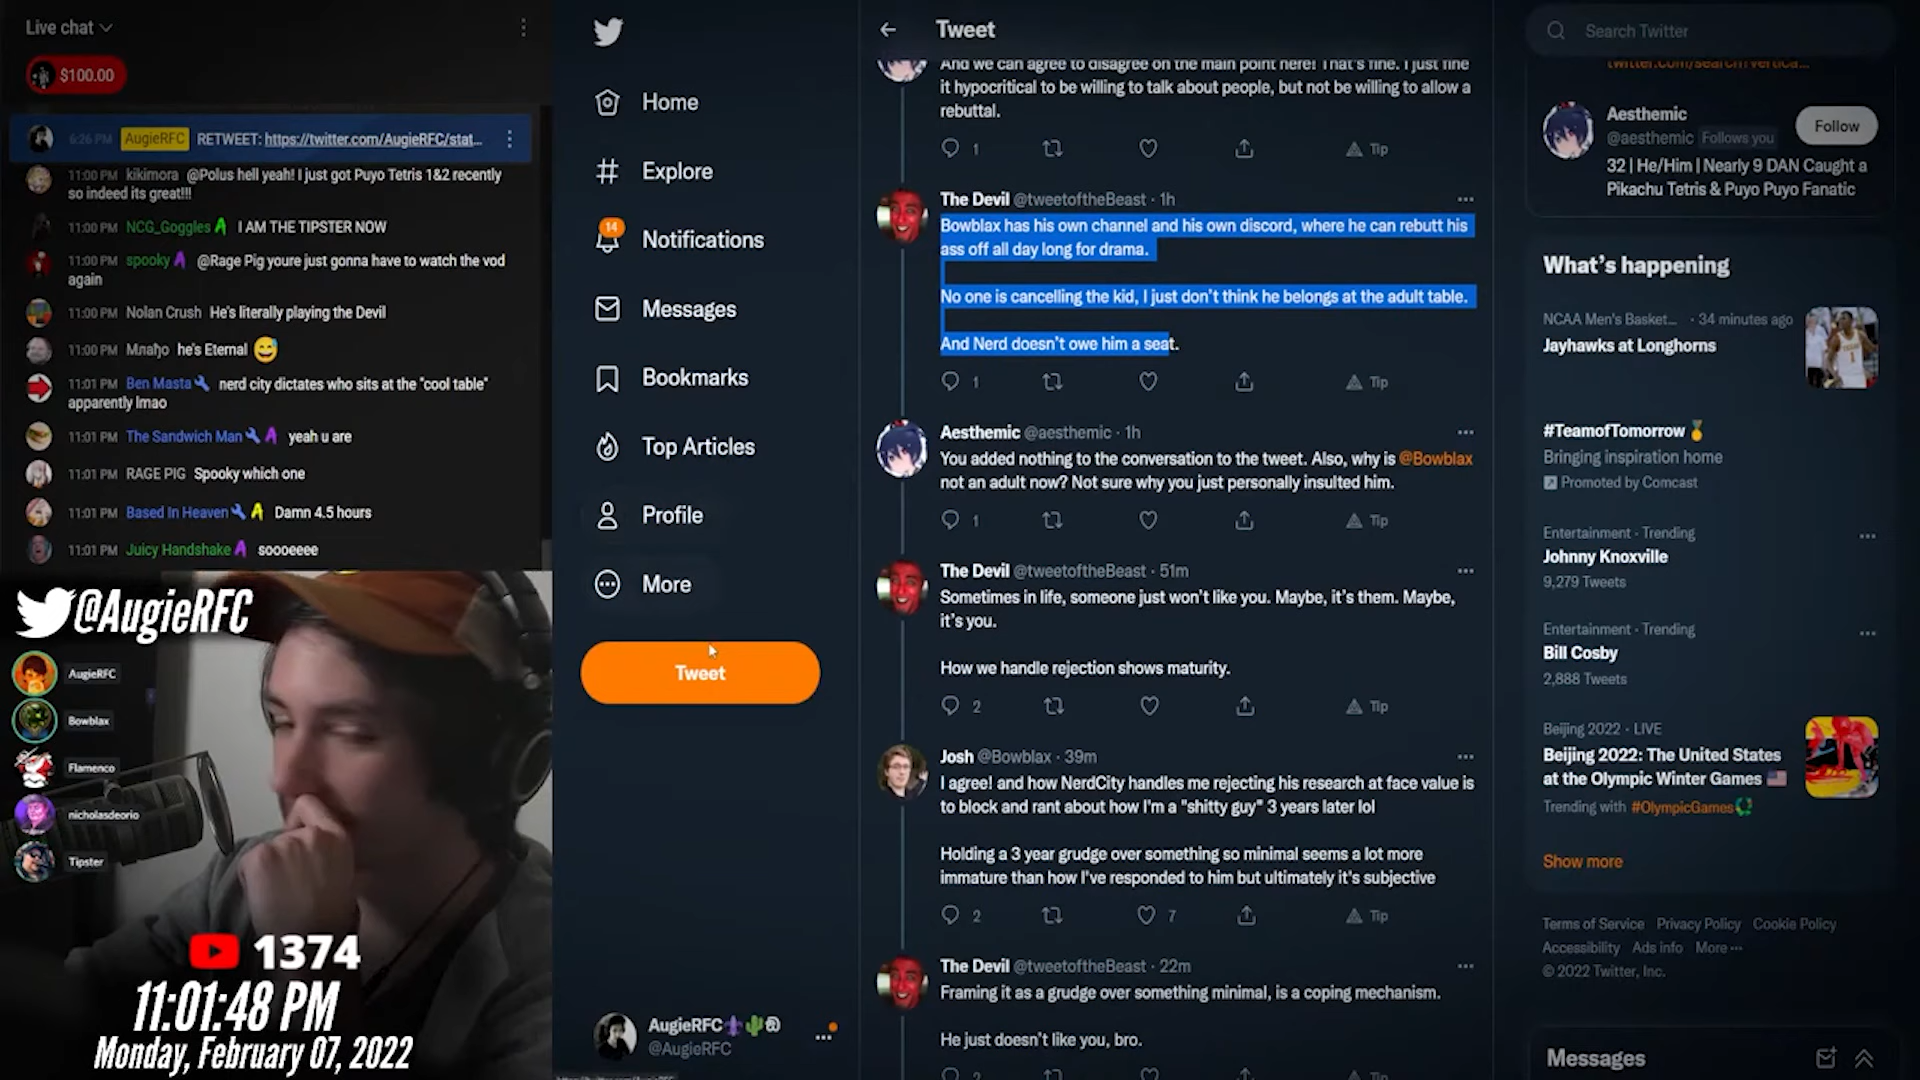 Live chat
$100.00
6:26 PM AugieRFC RETWEET: https://twitter.com/AugieRFC/stat...
11:00 PM kikimora @Polus hell yeah! I just got Puyo Tetris 1&2 recently
so indeed its great!!!
11:00 PM NCG_Goggles I AM THE TIPSTER NOW
11:00 PM spooky @Rage Pig youre just gonna have to watch the vod
again
11:00 PM Nolan Crush He's literally playing the Devil
11:00 PM Млађо he's Eternal 😅
11:01 PM Ben Masta nerd city dictates who sits at the "cool table"
apparently lmao
11:01 PM The Sandwich Man yeah u are
11:01 PM RAGE PIG Spooky which one
11:01 PM Based In Heaven Damn 4.5 hours
11:01 PM Juicy Handshake soooeeee
@AugieRFC
AugieRFC
Bowblax
Flamenco
nicholasdeorio
Tipster
1374
11:01:48 PM
Monday, February 07, 2022
Home
Explore
14
Notifications
Messages
Bookmarks
Top Articles
Profile
More
Tweet
AugieRFC⚜️🌵
@AugieRFC
Tweet
And we can agree to disagree on the main point here! That's fine. I just fine
it hypocritical to be willing to talk about people, but not be willing to allow a
rebuttal.
1 Tip
The Devil @tweetoftheBeast · 1h
Bowblax has his own channel and his own discord, where he can rebutt his
ass off all day long for drama.
No one is cancelling the kid, I just don't think he belongs at the adult table.
And Nerd doesn't owe him a seat.
1 Tip
Aesthemic @aesthemic · 1h
You added nothing to the conversation to the tweet. Also, why is @Bowblax
not an adult now? Not sure why you just personally insulted him.
1 Tip
The Devil @tweetoftheBeast · 51m
Sometimes in life, someone just won't like you. Maybe, it's them. Maybe,
it's you.
How we handle rejection shows maturity.
2 Tip
Josh @Bowblax · 39m
I agree! and how NerdCity handles me rejecting his research at face value is
to block and rant about how I'm a "shitty guy" 3 years later lol
Holding a 3 year grudge over something so minimal seems a lot more
immature than how I've responded to him but ultimately it's subjective
2 7 Tip
The Devil @tweetoftheBeast · 22m
Framing it as a grudge over something minimal, is a coping mechanism.
He just doesn't like you, bro.
2 Tip
Search Twitter
twitter.com/search?vertica...
Aesthemic
@aesthemic Follows you
Follow
32 | He/Him | Nearly 9 DAN Caught a
Pikachu Tetris & Puyo Puyo Fanatic
What's happening
NCAA Men's Basket... · 34 minutes ago
Jayhawks at Longhorns
#TeamofTomorrow
Bringing inspiration home
Promoted by Comcast
Entertainment · Trending
Johnny Knoxville
9,279 Tweets
Entertainment · Trending
Bill Cosby
2,888 Tweets
Beijing 2022 · LIVE
Beijing 2022: The United States
at the Olympic Winter Games 🇺🇸
Trending with #OlympicGames
Show more
Terms of Service Privacy Policy Cookie Policy
Accessibility Ads info More ···
© 2022 Twitter, Inc.
Messages